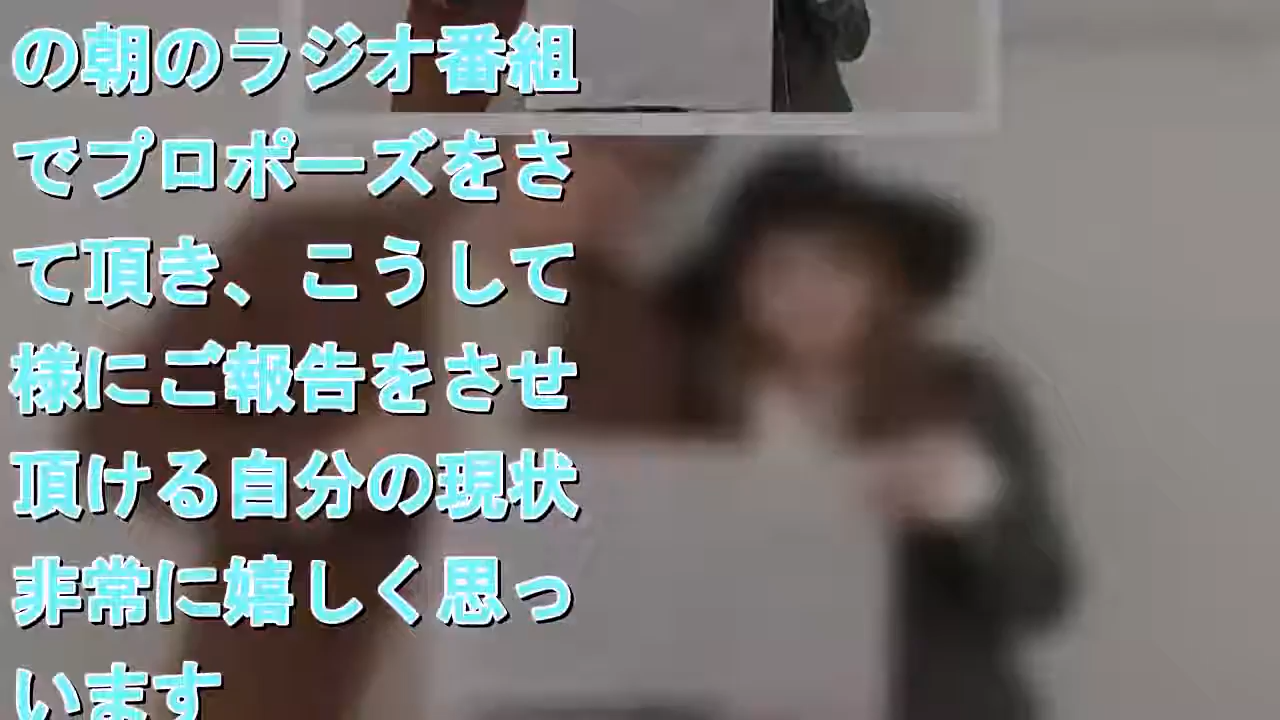 の朝のラジオ番組
でプロポーズをさ
て頂き、こうして
様にご報告をさせ
頂ける自分の現状
非常に嬉しく思っ
います